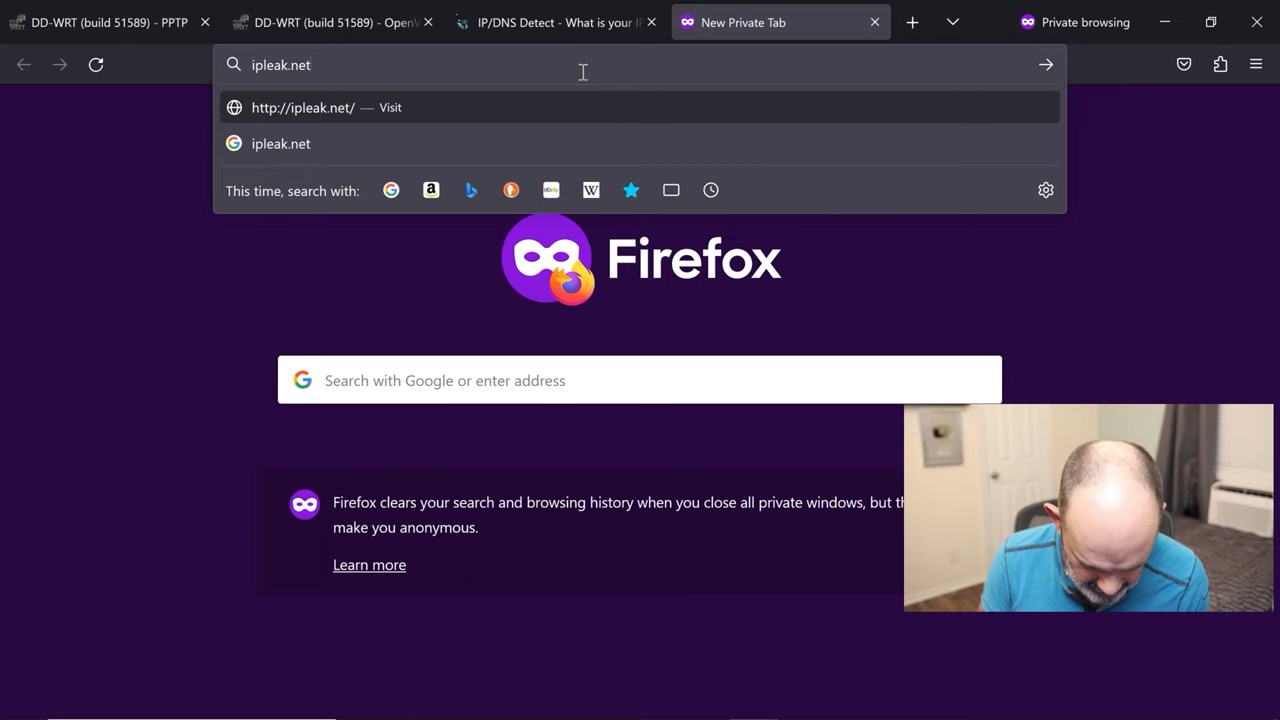 DD-WRT (build 51589) - PPTP
DD-WRT (build 51589) - OpenV
IP/DNS Detect - What is your IP
New Private Tab
Private browsing
ipleak.net
http://ipleak.net/ — Visit
ipleak.net
This time, search with:
Firefox
Search with Google or enter address
Firefox clears your search and browsing history when you close all private windows, but th
make you anonymous.
Learn more